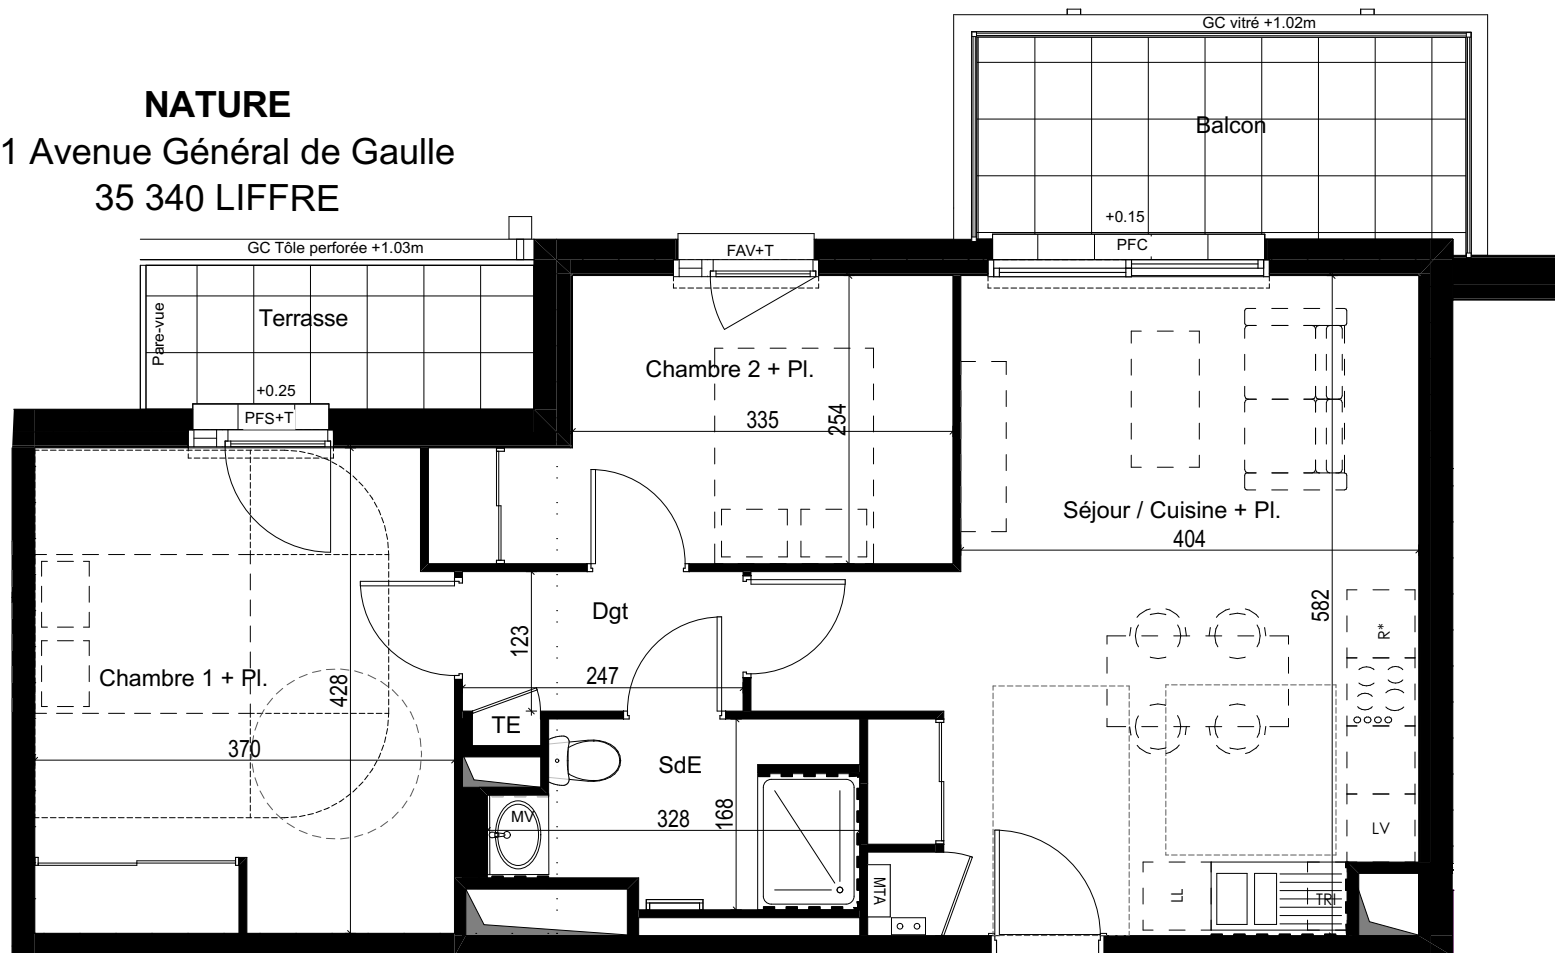 GC vitré +1.02m
NATURE
1 Avenue Général de Gaulle
35 340 LIFFRE
Balcon
+0.15
PFC
GC Tôle perforée +1.03m
FAV+T
Pare-vue
Terrasse
+0.25
PFS+T
Chambre 2 + Pl.
335
254
Séjour / Cuisine + Pl.
404
582
R*
Dgt
123
247
Chambre 1 + Pl.
428
370
TE
SdE
MV
328
168
LV
MTA
LL
TRI